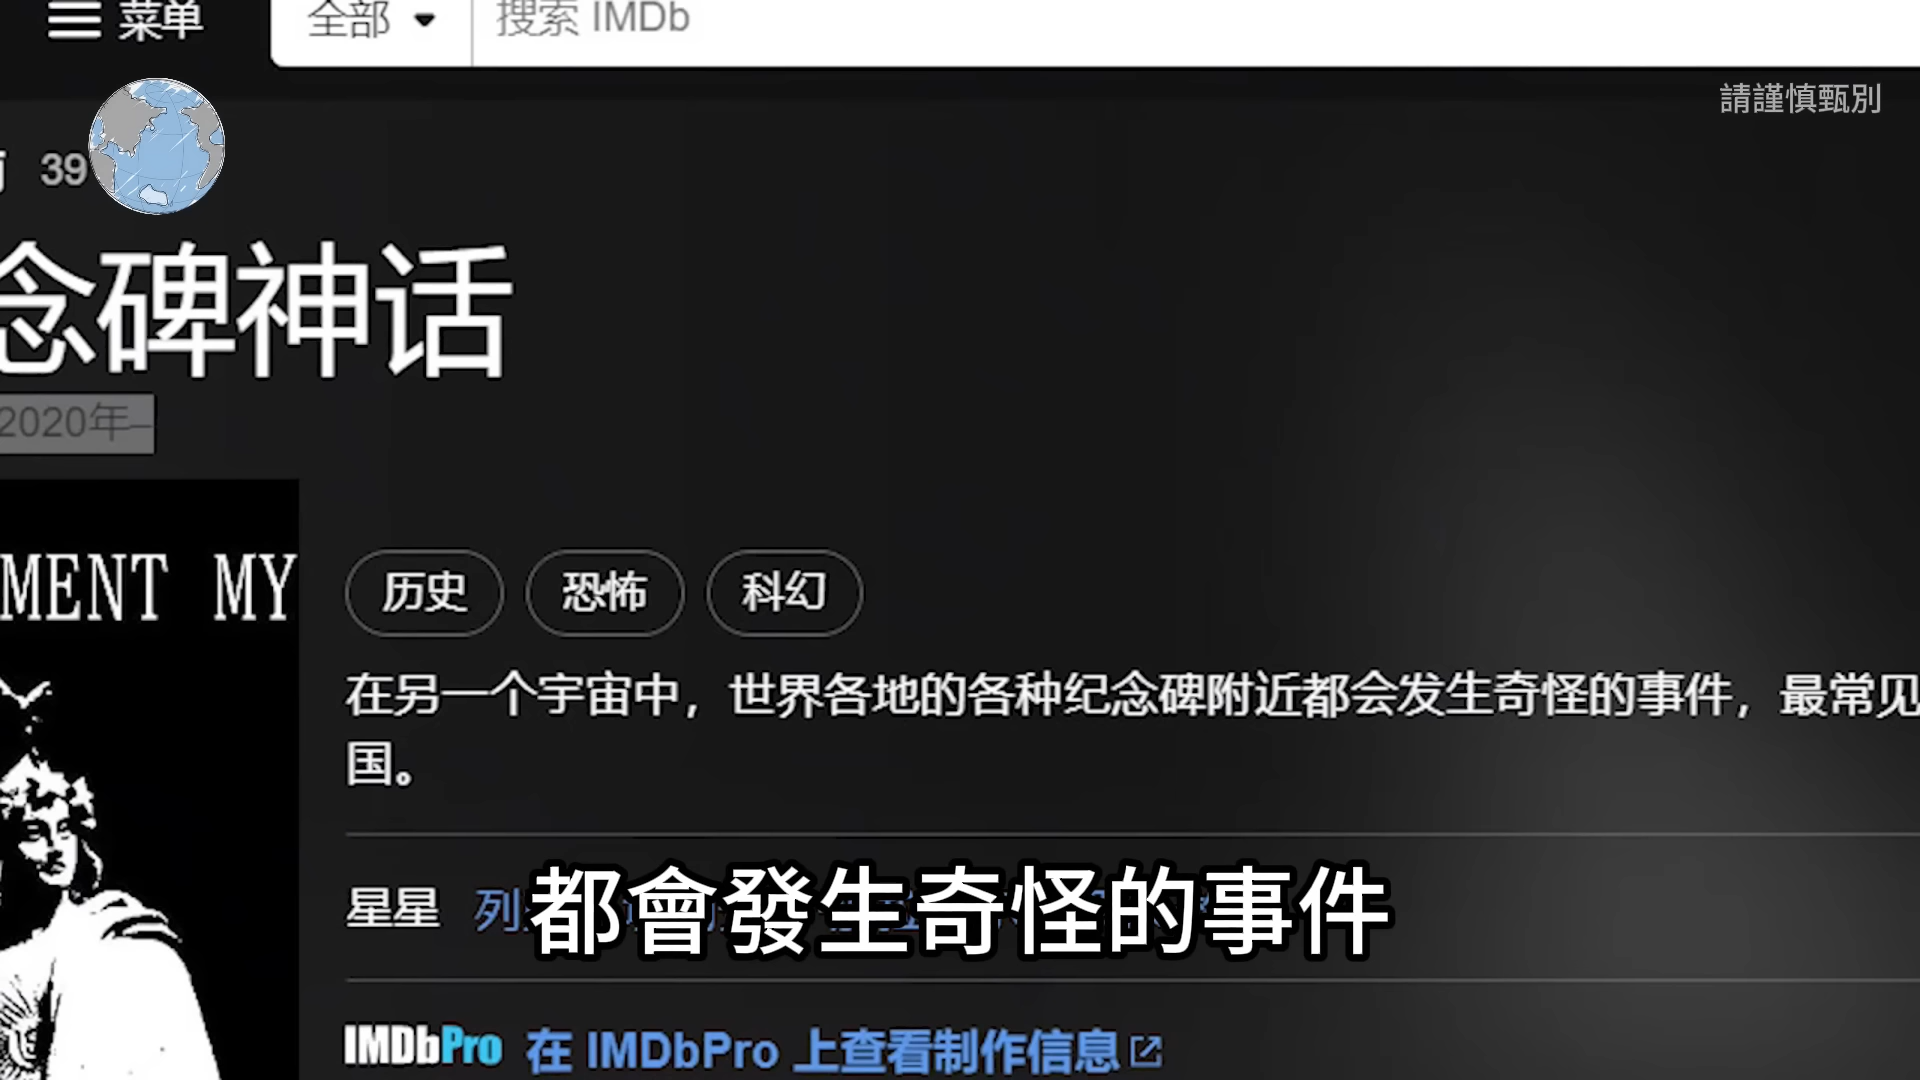 菜单
全部
搜索 IMDb
請謹慎甄別
39
念碑神话
2020年–
MENT MY
历史
恐怖
科幻
在另一个宇宙中，世界各地的各种纪念碑附近都会发生奇怪的事件，最常见
国。
星星 列
都會發生奇怪的事件
IMDbPro 在 IMDbPro 上查看制作信息